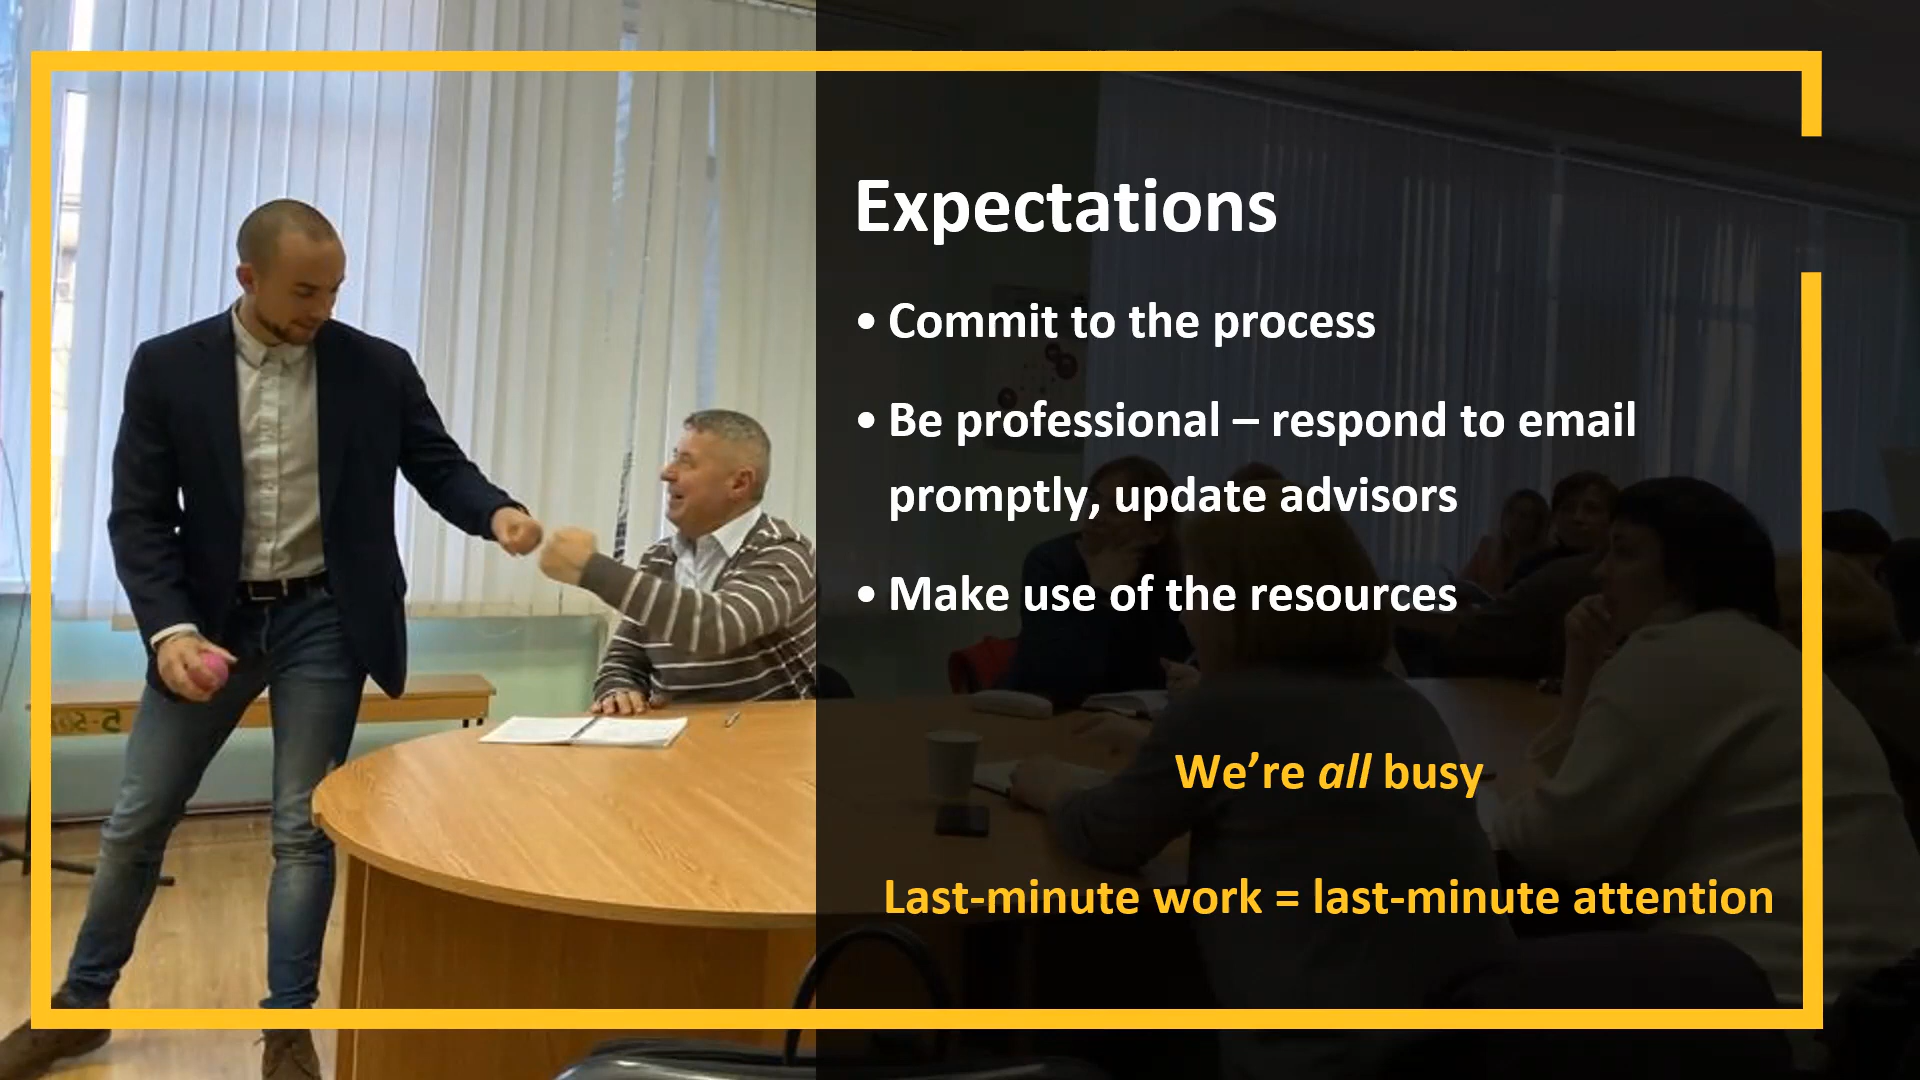 Expectations
• Commit to the process
• Be professional – respond to email
promptly, update advisors
• Make use of the resources
We’re all busy
Last-minute work = last-minute attention